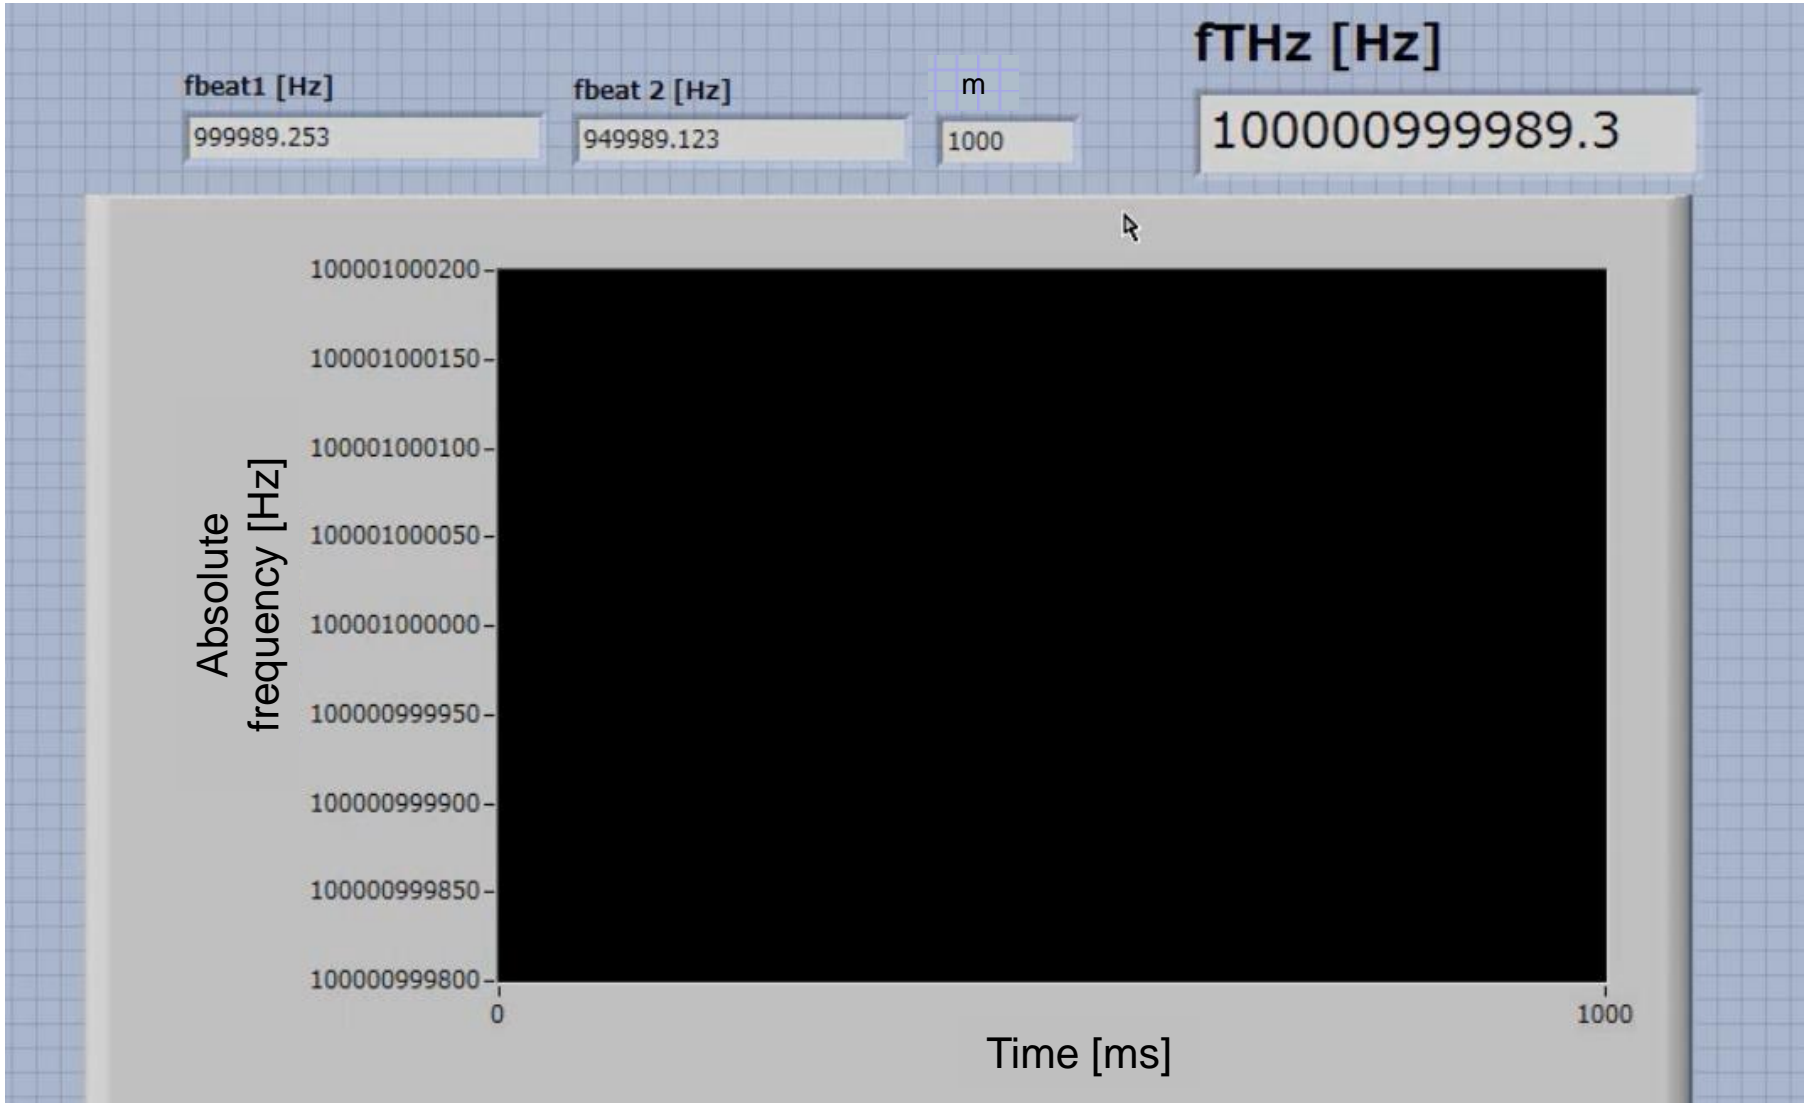 fTHz [Hz]
fbeat1 [Hz]
fbeat 2 [Hz]
m
999989.253
949989.123
1000
100000999989.3
100001000200
100001000150
100001000100
100001000050
100001000000
100000999950
100000999900
100000999850
100000999800
Absolute
frequency [Hz]
0
1000
Time [ms]